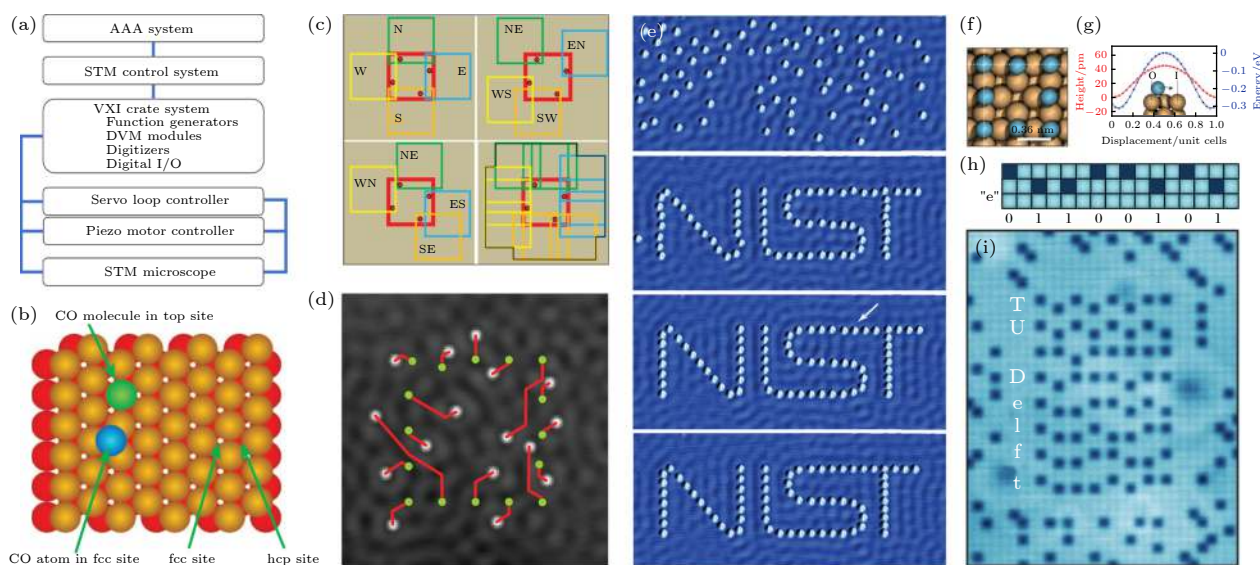 (a)
AAA system
STM control system
VXI crate system
Function generators
DVM modules
Digitizers
Digital I/O
Servo loop controller
Piezo motor controller
STM microscope
(b)
CO molecule in top site
CO atom in fcc site
fcc site
hcp site
(c)
N
W
E
S
NE
EN
WS
SW
NE
WN
ES
SE
(d)
(e)
NIST
NIST
NIST
(f)
0.36 nm
(g)
Height/pm
60
40
20
0
−20
O
I
0
−0.1
−0.2
−0.3
Energy/eV
0
0.2
0.4
0.6
0.8
1.0
Displacement/unit cells
(h)
"e"
0 1 1 0 0 1 0 1
(i)
TU
Delft